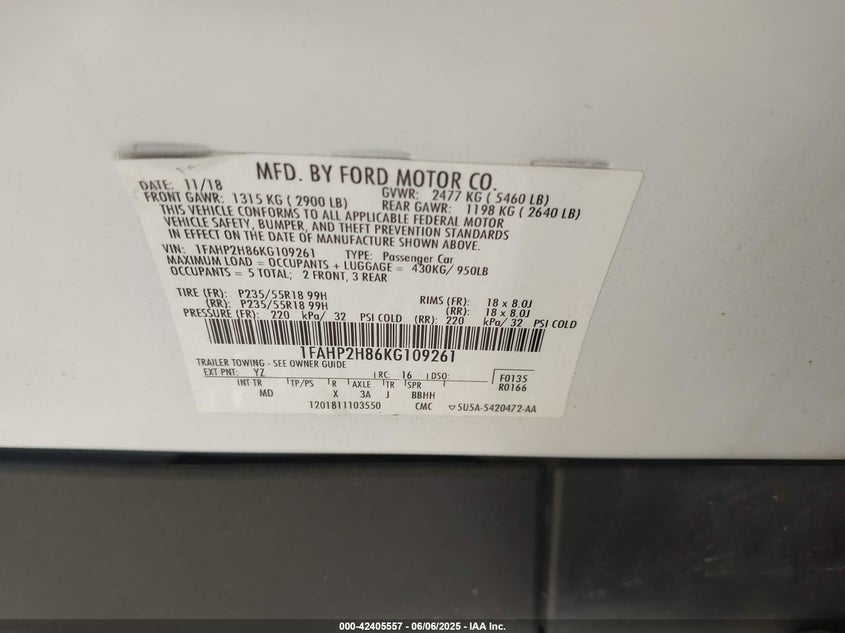 MFD. BY FORD MOTOR CO.
DATE: 11/18 GVWR: 2477 KG ( 5460 LB)
FRONT GAWR: 1315 KG ( 2900 LB) REAR GAWR: 1198 KG ( 2640 LB)
THIS VEHICLE CONFORMS TO ALL APPLICABLE FEDERAL MOTOR
VEHICLE SAFETY, BUMPER, AND THEFT PREVENTION STANDARDS
IN EFFECT ON THE DATE OF MANUFACTURE SHOWN ABOVE.
VIN: 1FAHP2H86KG109261 TYPE: Passenger Car
MAXIMUM LOAD = OCCUPANTS + LUGGAGE = 430KG/ 950LB
OCCUPANTS = 5 TOTAL; 2 FRONT, 3 REAR
TIRE (FR): P235/55R18 99H RIMS (FR): 18 x 8.0J
(RR): P235/55R18 99H (RR): 18 x 8.0J
PRESSURE (FR): 220 kPa/ 32 PSI COLD (RR): 220 kPa/ 32 PSI COLD
1FAHP2H86KG109261
TRAILER TOWING - SEE OWNER GUIDE
EXT PNT: YZ RC: 16 DSO: F0135
INT TR TP/PS R AXLE TR SPR R0166
MD X 3A J BBHH
1201811103550 CMC ▽5U5A-5420472-AA
000-42405557 - 06/06/2025 - IAA Inc.